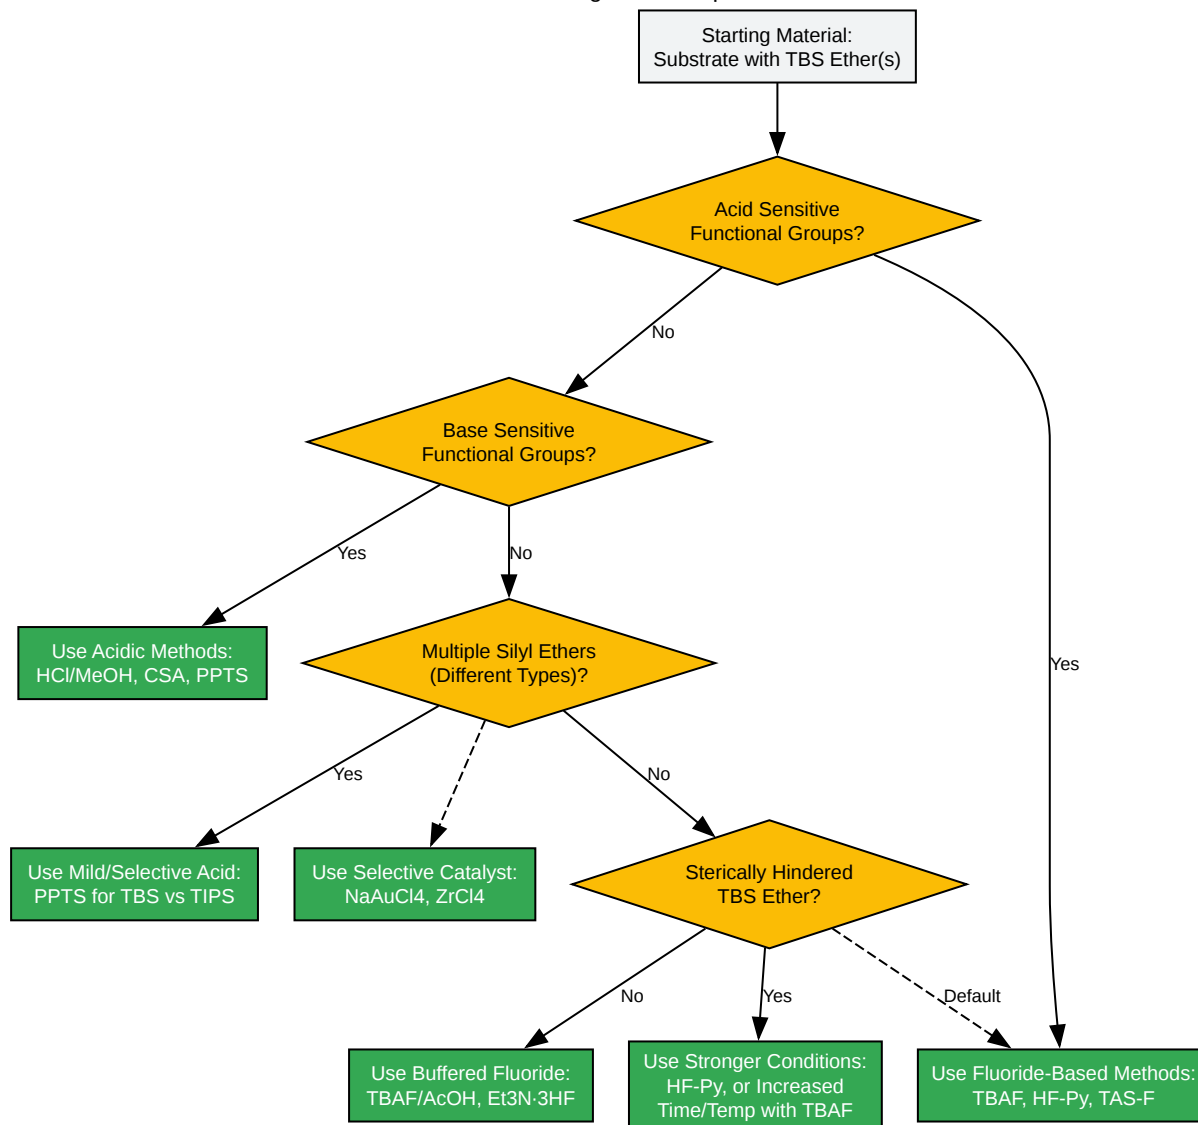 Starting Material:
Substrate with TBS Ether(s)
Acid Sensitive
Functional Groups?
No
Yes
Base Sensitive
Functional Groups?
Yes
No
Use Acidic Methods:
HCl/MeOH, CSA, PPTS
Multiple Silyl Ethers
(Different Types)?
Yes
No
Use Mild/Selective Acid:
PPTS for TBS vs TIPS
Use Selective Catalyst:
NaAuCl4, ZrCl4
Sterically Hindered
TBS Ether?
No
Yes
Default
Use Buffered Fluoride:
TBAF/AcOH, Et3N·3HF
Use Stronger Conditions:
HF-Py, or Increased
Time/Temp with TBAF
Use Fluoride-Based Methods:
TBAF, HF-Py, TAS-F